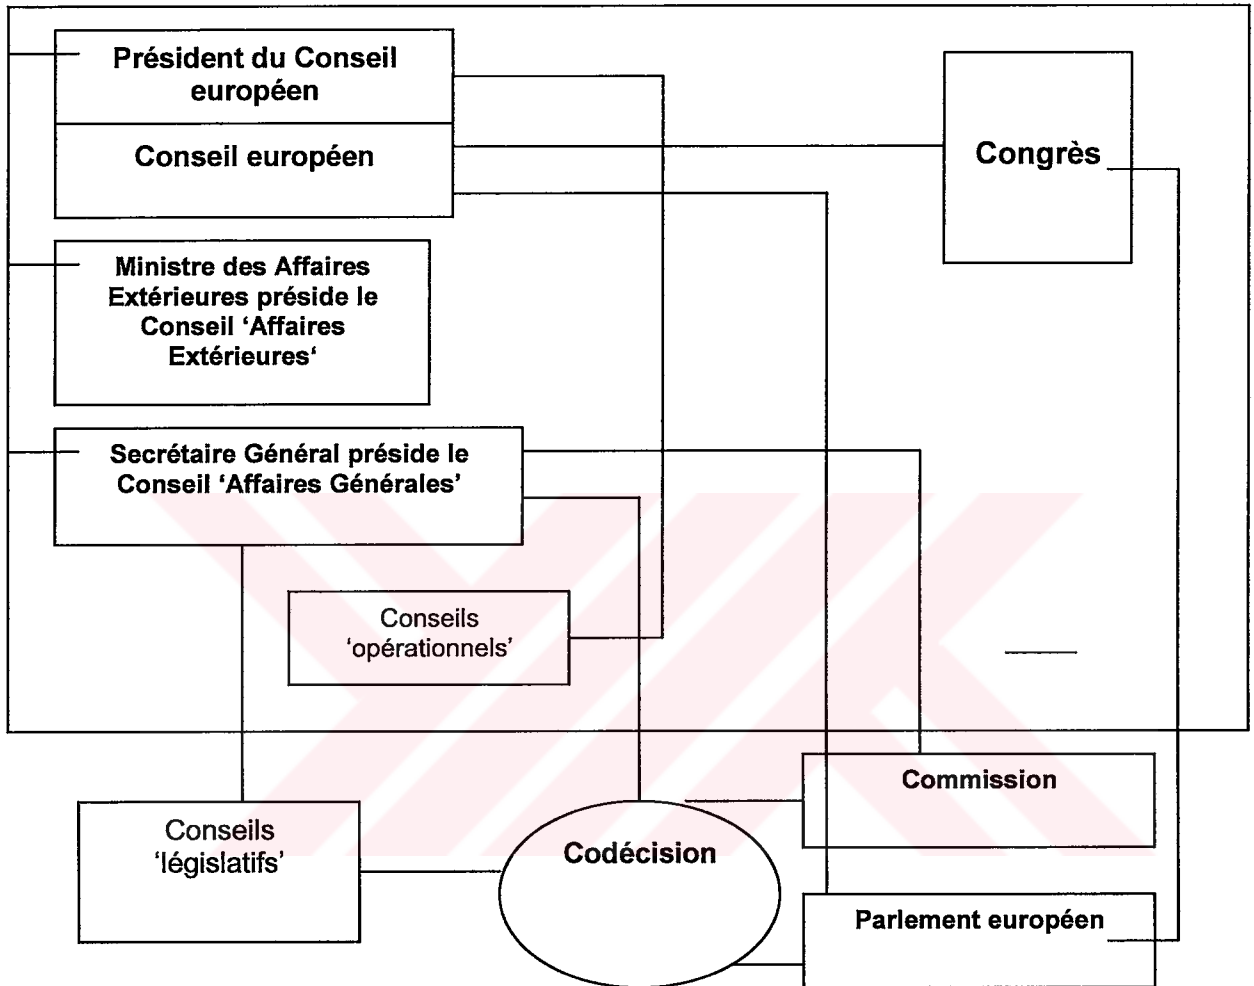 Président du Conseil
européen
Conseil européen
Congrès
Ministre des Affaires
Extérieures préside le
Conseil ‘Affaires
Extérieures‘
Secrétaire Général préside le
Conseil ‘Affaires Générales’
Conseils
‘opérationnels’
Commission
Conseils
‘législatifs’
Codécision
Parlement européen